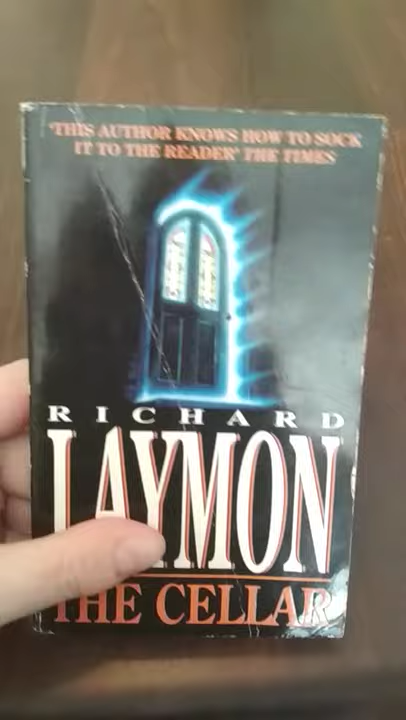 'THIS AUTHOR KNOWS HOW TO SOCK
IT TO THE READER' THE TIMES
RICHARD
LAYMON
THE CELLAR